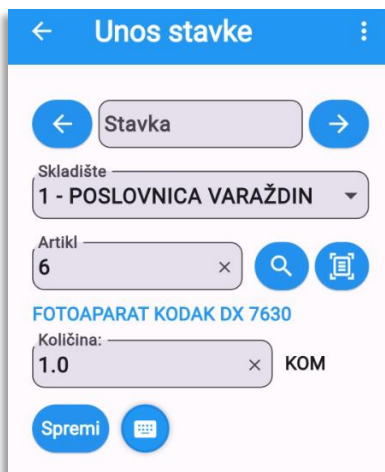 Unos stavke
Stavka
Skladište
1 - POSLOVNICA VARAŽDIN
Artikl
6
FOTOAPARAT KODAK DX 7630
Količina:
1.0 KOM
Spremi